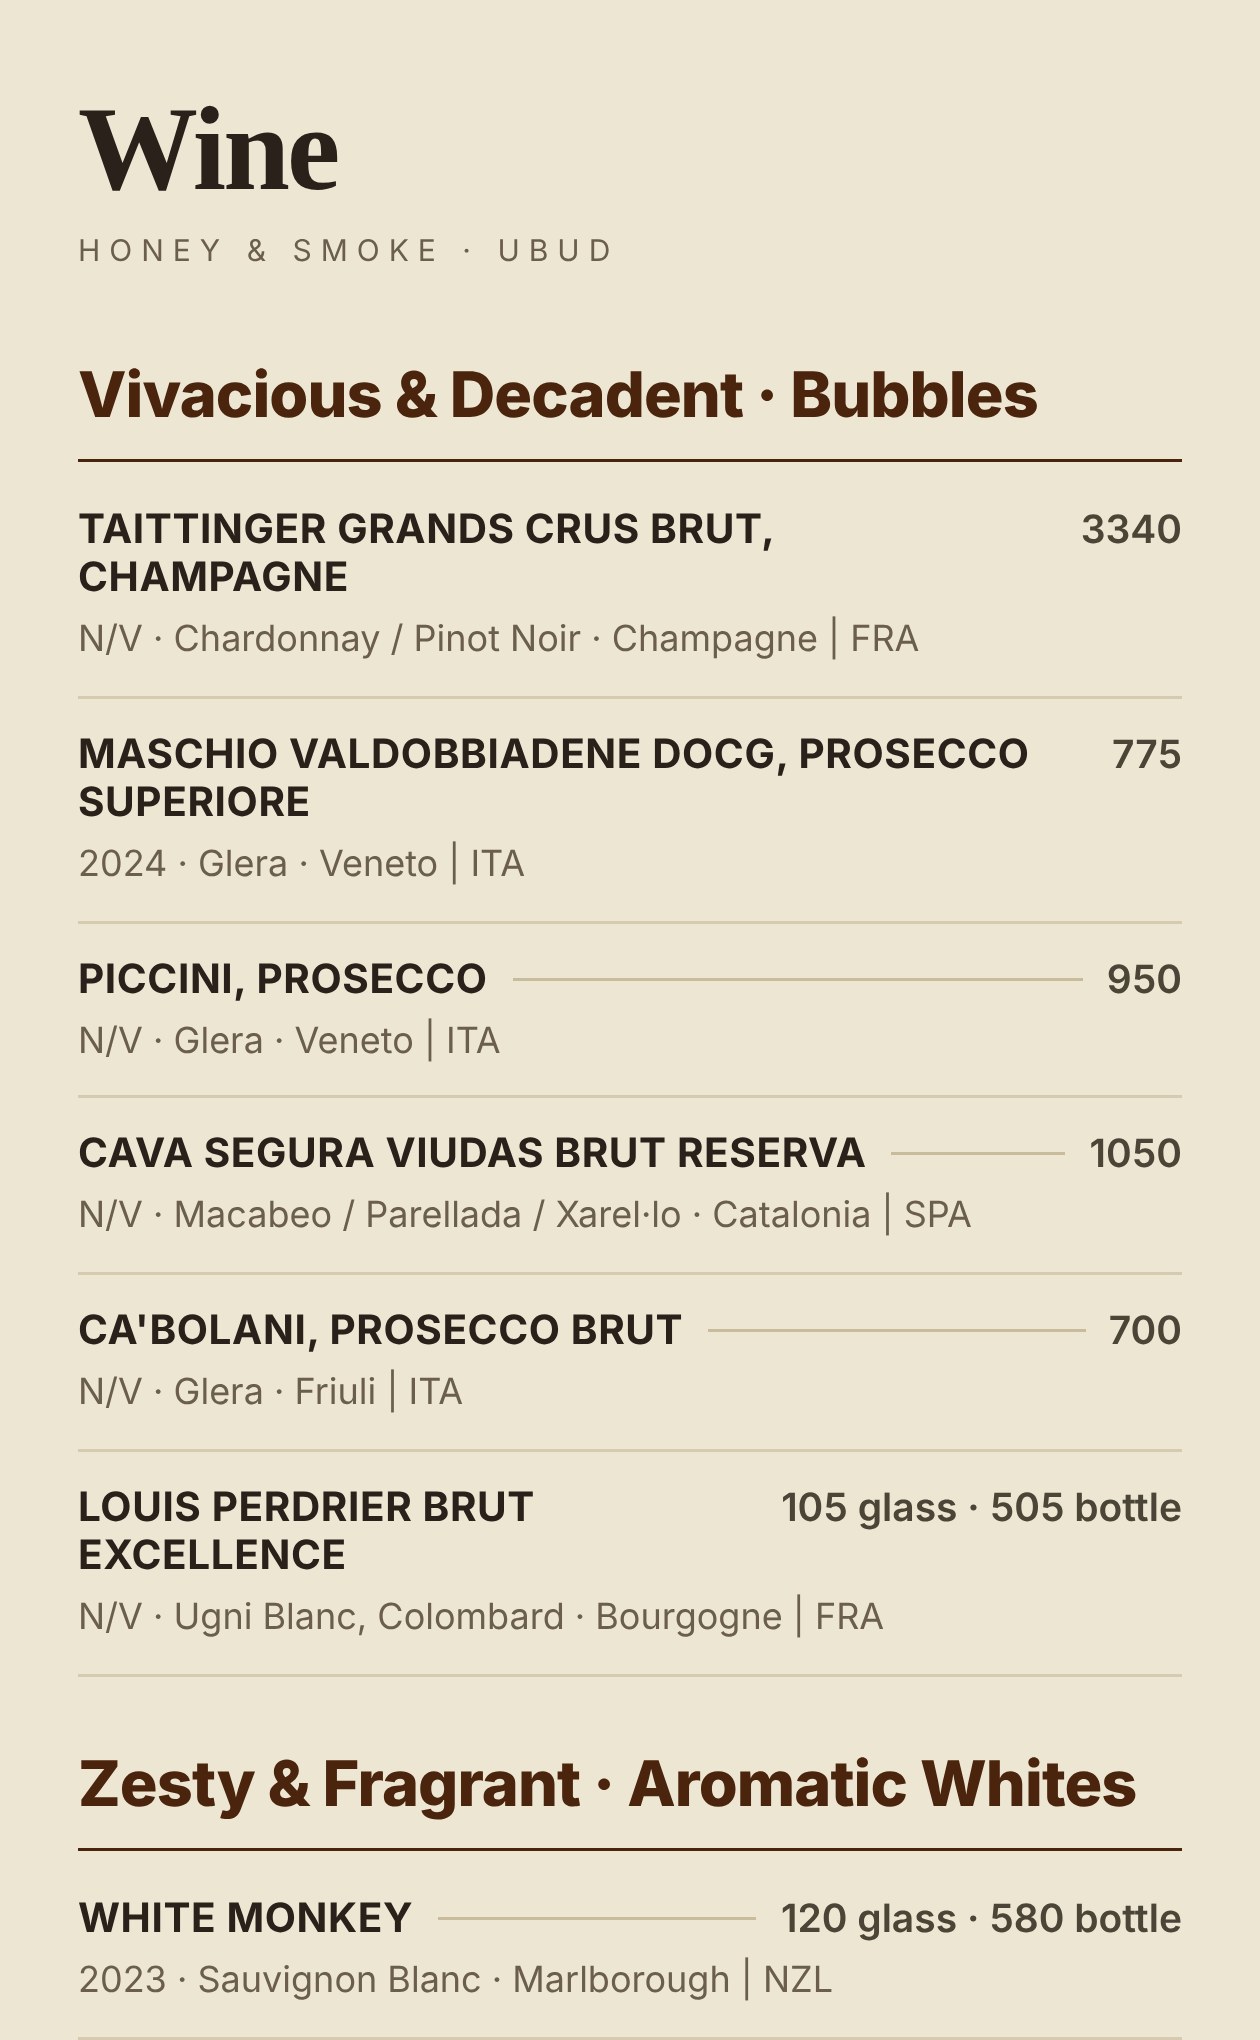 Wine
HONEY & SMOKE · UBUD
Vivacious & Decadent · Bubbles
TAITTINGER GRANDS CRUS BRUT, 3340
CHAMPAGNE
N/V · Chardonnay / Pinot Noir · Champagne | FRA
MASCHIO VALDOBBIADENE DOCG, PROSECCO 775
SUPERIORE
2024 · Glera · Veneto | ITA
PICCINI, PROSECCO 950
N/V · Glera · Veneto | ITA
CAVA SEGURA VIUDAS BRUT RESERVA 1050
N/V · Macabeo / Parellada / Xarel·lo · Catalonia | SPA
CA'BOLANI, PROSECCO BRUT 700
N/V · Glera · Friuli | ITA
LOUIS PERDRIER BRUT 105 glass · 505 bottle
EXCELLENCE
N/V · Ugni Blanc, Colombard · Bourgogne | FRA
Zesty & Fragrant · Aromatic Whites
WHITE MONKEY 120 glass · 580 bottle
2023 · Sauvignon Blanc · Marlborough | NZL